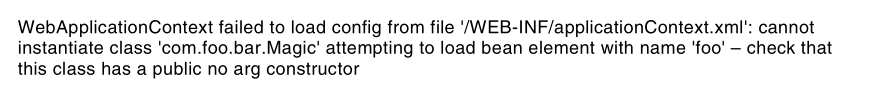 WebApplicationContext failed to load config from file '/WEB-INF/applicationContext.xml': cannot
instantiate class 'com.foo.bar.Magic' attempting to load bean element with name 'foo' – check that
this class has a public no arg constructor